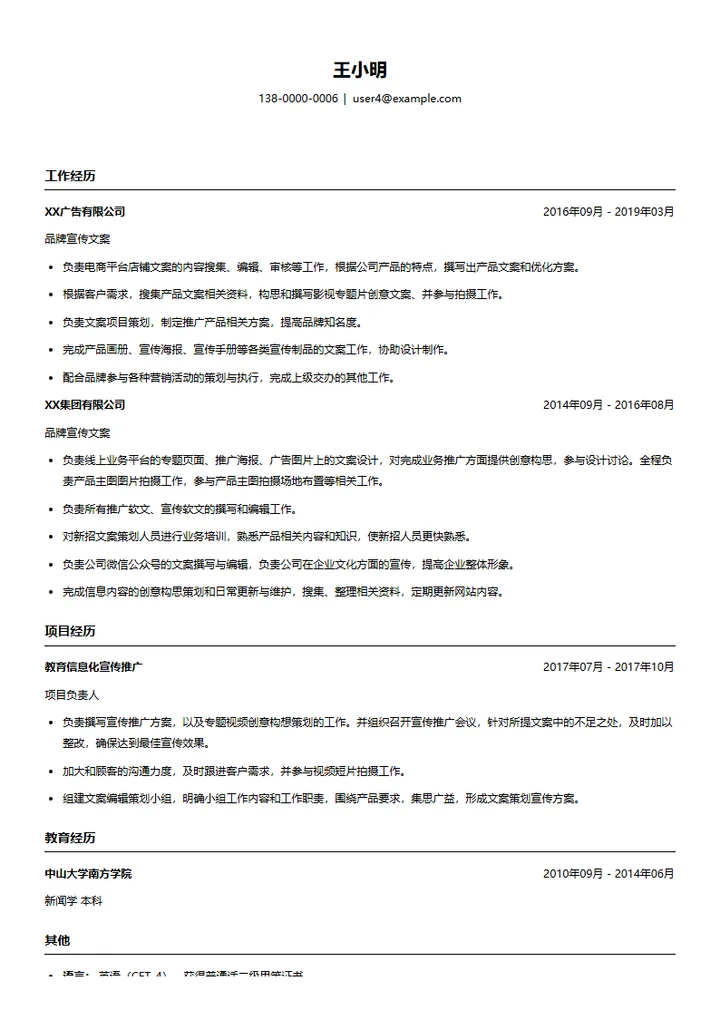 王小明
138-0000-0006 | user4@example.com
工作经历
XX广告有限公司 2016年09月 - 2019年03月
品牌宣传文案
• 负责电商平台店铺文案的内容搜集、编辑、审核等工作，根据公司产品的特点，撰写出产品文案和优化方案。
• 根据客户需求，搜集产品文案相关资料，构思和撰写影视专题片创意文案、并参与拍摄工作。
• 负责文案项目策划，制定推广产品相关方案，提高品牌知名度。
• 完成产品画册、宣传海报、宣传手册等各类宣传制品的文案工作，协助设计制作。
• 配合品牌参与各种营销活动的策划与执行，完成上级交办的其他工作。
XX集团有限公司 2014年09月 - 2016年08月
品牌宣传文案
• 负责线上业务平台的专题页面、推广海报、广告图片上的文案设计，对完成业务推广方面提供创意构思，参与设计讨论。全程负
责产品主图图片拍摄工作，参与产品主图拍摄场地布置等相关工作。
• 负责所有推广软文、宣传软文的撰写和编辑工作。
• 对新招文案策划人员进行业务培训，熟悉产品相关内容和知识，使新招人员更快熟悉。
• 负责公司微信公众号的文案撰写与编辑，负责公司在企业文化方面的宣传，提高企业整体形象。
• 完成信息内容的创意构思策划和日常更新与维护，搜集、整理相关资料，定期更新网站内容。
项目经历
教育信息化宣传推广 2017年07月 - 2017年10月
项目负责人
• 负责撰写宣传推广方案，以及专题视频创意构想策划的工作。并组织召开宣传推广会议，针对所提文案中的不足之处，及时加以
整改，确保达到最佳宣传效果。
• 加大和顾客的沟通力度，及时跟进客户需求，并参与视频短片拍摄工作。
• 组建文案编辑策划小组，明确小组工作内容和工作职责，围绕产品要求，集思广益，形成文案策划宣传方案。
教育经历
中山大学南方学院 2010年09月 - 2014年06月
新闻学 本科
其他
• 语言： 英语（CET-4），获得普通话二级甲等证书